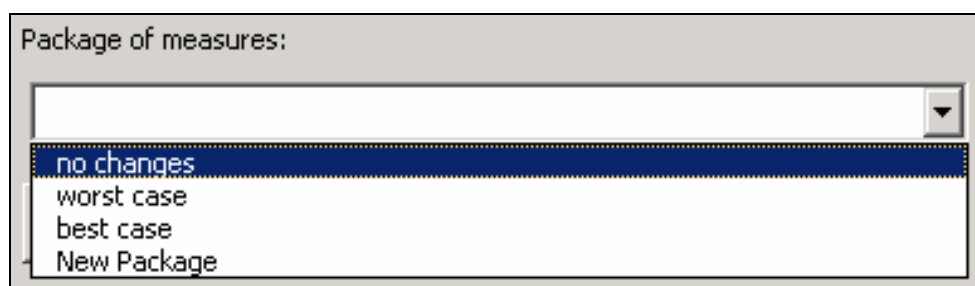 Package of measures:
no changes
worst case
best case
New Package